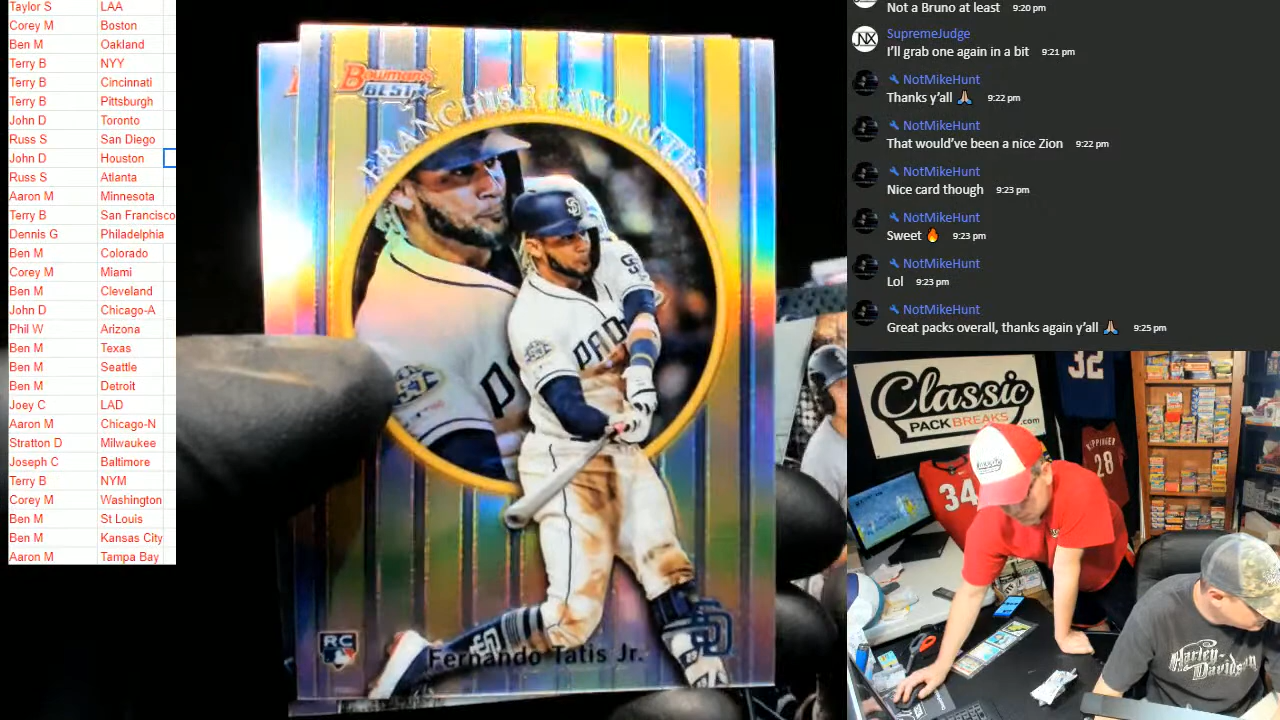 Taylor S LAA
Corey M Boston
Ben M Oakland
Terry B NYY
Terry B Cincinnati
Terry B Pittsburgh
John D Toronto
Russ S San Diego
John D Houston
Russ S Atlanta
Aaron M Minnesota
Terry B San Francisco
Dennis G Philadelphia
Ben M Colorado
Corey M Miami
Ben M Cleveland
John D Chicago-A
Phil W Arizona
Ben M Texas
Ben M Seattle
Ben M Detroit
Joey C LAD
Aaron M Chicago-N
Stratton D Milwaukee
Joseph C Baltimore
Terry B NYM
Corey M Washington
Ben M St Louis
Ben M Kansas City
Aaron M Tampa Bay
Bowman's
BEST
FRANCHISE FAVORITES
SD
PAD
P
RC
Fernando Tatis Jr.
SD
Not a Bruno at least 9:20 pm
JNX
SupremeJudge
I'll grab one again in a bit 9:21 pm
NotMikeHunt
Thanks y'all 🙏🏽 9:22 pm
NotMikeHunt
That would've been a nice Zion 9:22 pm
NotMikeHunt
Nice card though 9:23 pm
NotMikeHunt
Sweet 🔥 9:23 pm
NotMikeHunt
Lol 9:23 pm
NotMikeHunt
Great packs overall, thanks again y'all 🙏🏽 9:25 pm
Classic
PACK BREAKS.com
32
28
34
Harley-Davidson